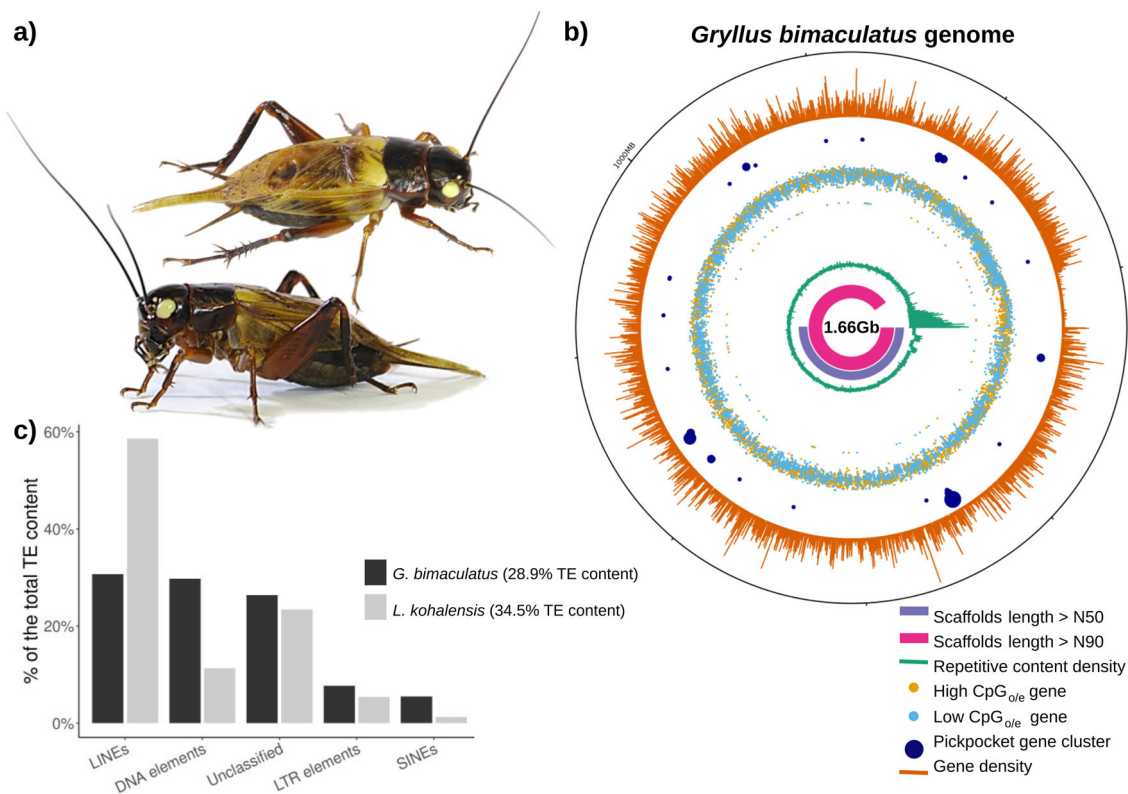 a)
b)
Gryllus bimaculatus genome
1000MB
1.66Gb
c)
60%
40%
20%
0%
% of the total TE content
G. bimaculatus (28.9% TE content)
L. kohalensis (34.5% TE content)
LINEs
DNA elements
Unclassified
LTR elements
SINEs
Scaffolds length > N50
Scaffolds length > N90
Repetitive content density
High CpGo/e gene
Low CpGo/e gene
Pickpocket gene cluster
Gene density